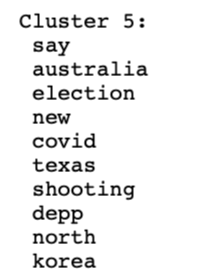 Cluster 5:
say
australia
election
new
covid
texas
shooting
depp
north
korea